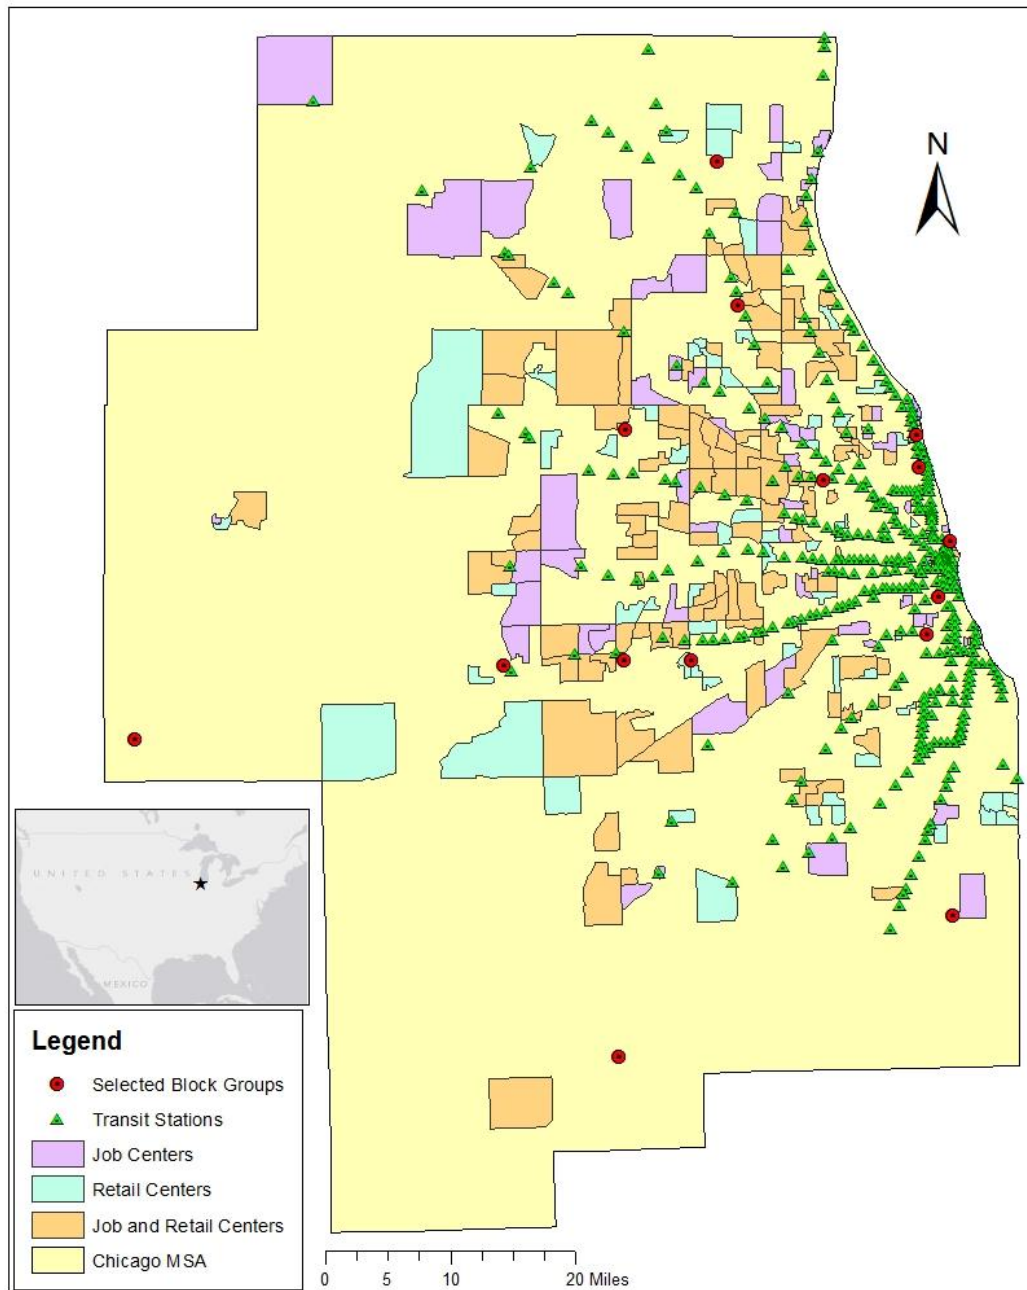 N
UNITED STATES
MEXICO
Legend
Selected Block Groups
Transit Stations
Job Centers
Retail Centers
Job and Retail Centers
Chicago MSA
0 5 10 20 Miles